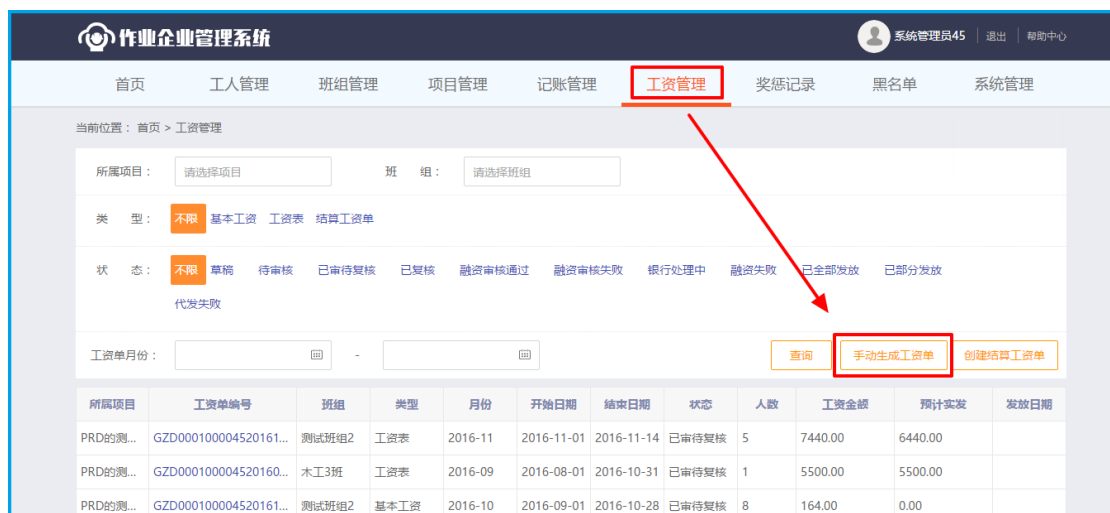 作业企业管理系统 系统管理员45 退出 帮助中心
首页 工人管理 班组管理 项目管理 记账管理 工资管理 奖惩记录 黑名单 系统管理
当前位置： 首页 > 工资管理
所属项目： 请选择项目 班 组： 请选择班组
类 型： 不限 基本工资 工资表 结算工资单
状 态： 不限 草稿 待审核 已审待复核 已复核 融资审核通过 融资审核失败 银行处理中 融资失败 已全部发放 已部分发放
代发失败
工资单月份： - 查询 手动生成工资单 创建结算工资单
所属项目 工资单编号 班组 类型 月份 开始日期 结束日期 状态 人数 工资金额 预计实发 发放日期
PRD的测... GZD000100004520161... 测试班组2 工资表 2016-11 2016-11-01 2016-11-14 已审待复核 5 7440.00 6440.00
PRD的测... GZD000100004520160... 木工3班 工资表 2016-09 2016-08-01 2016-10-31 已审待复核 1 5500.00 5500.00
PRD的测... GZD000100004520161... 测试班组2 基本工资 2016-10 2016-09-01 2016-10-28 已审待复核 8 164.00 0.00